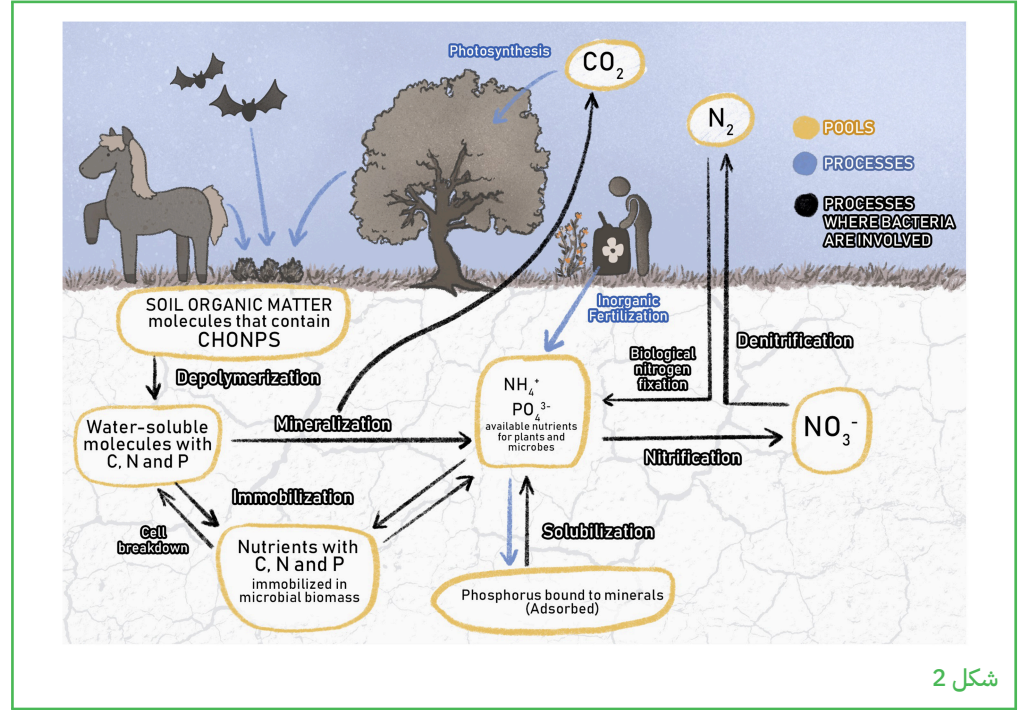 Photosynthesis
CO₂
N₂
POOLS
PROCESSES
PROCESSES
WHERE BACTERIA
ARE INVOLVED
SOIL ORGANIC MATTER
molecules that contain
CHONPS
Inorganic
Fertilization
Depolymerization
Biological
nitrogen
fixation
Denitrification
NH₄⁺
PO₄³⁻
available nutrients
for plants and
microbes
Water-soluble
molecules with
C, N and P
Mineralization
NO₃⁻
Nitrification
Immobilization
Cell
breakdown
Solubilization
Nutrients with
C, N and P
immobilized in
microbial biomass
Phosphorus bound to minerals
(Adsorbed)
شكل 2